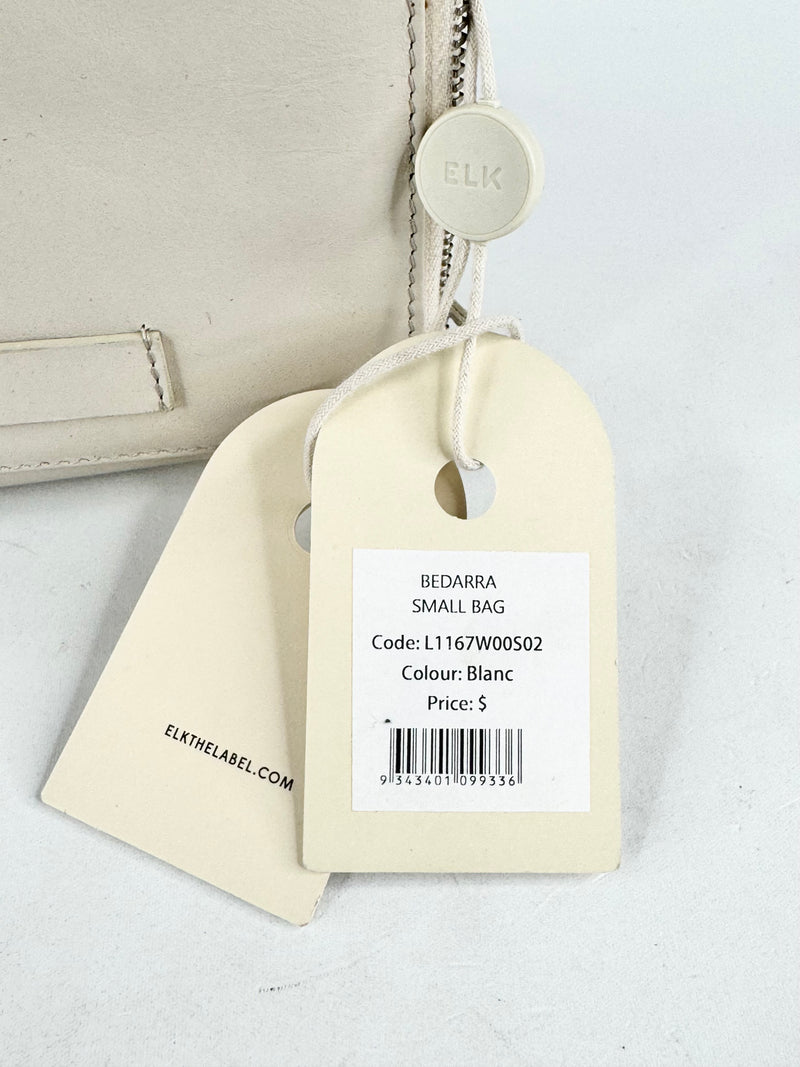 ELK
BEDARRA
SMALL BAG
Code: L1167W00S02
Colour: Blanc
Price: $
9 343401 099336
ELKTHELABEL.COM